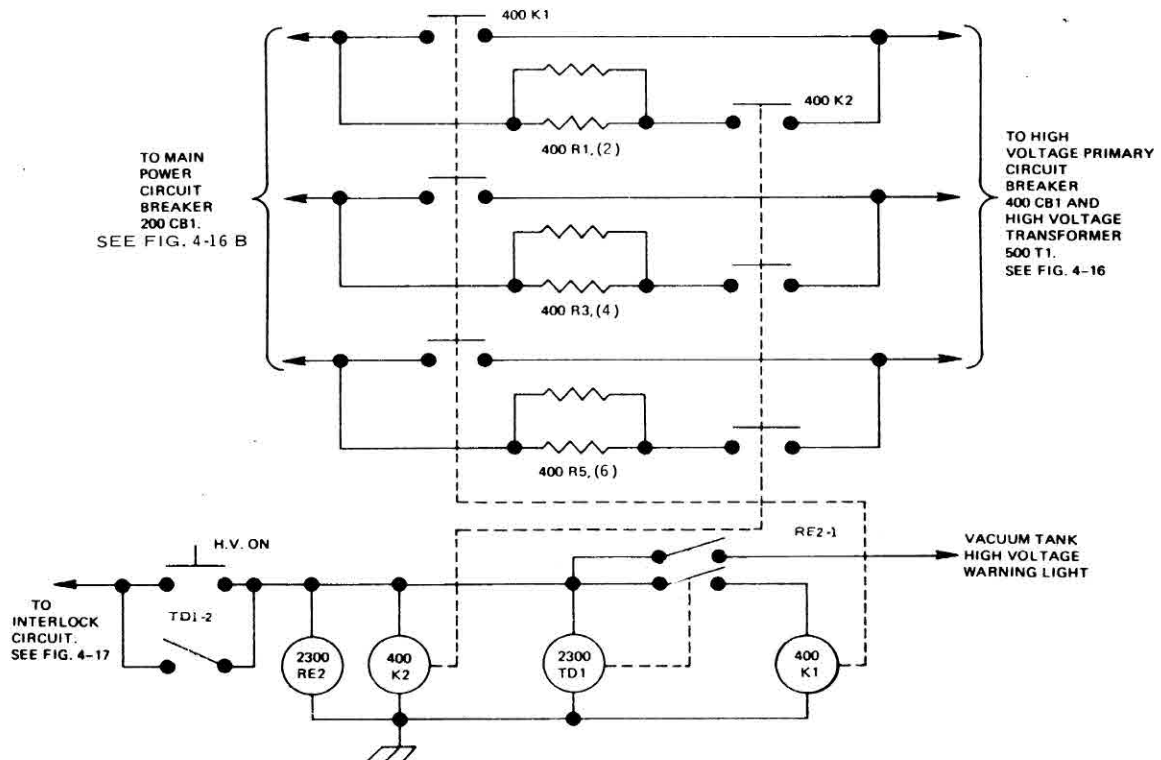 400 K1
400 K2
400 R1, (2)
TO MAIN
POWER
CIRCUIT
BREAKER
200 CB1.
SEE FIG. 4-16 B
TO HIGH
VOLTAGE PRIMARY
CIRCUIT
BREAKER
400 CB1 AND
HIGH VOLTAGE
TRANSFORMER
500 T1.
SEE FIG. 4-16
400 R3, (4)
400 R5, (6)
H.V. ON
RE2-1
VACUUM TANK
HIGH VOLTAGE
WARNING LIGHT
TO
INTERLOCK
CIRCUIT.
SEE FIG. 4-17
TD1-2
2300
RE2
400
K2
2300
TD1
400
K1